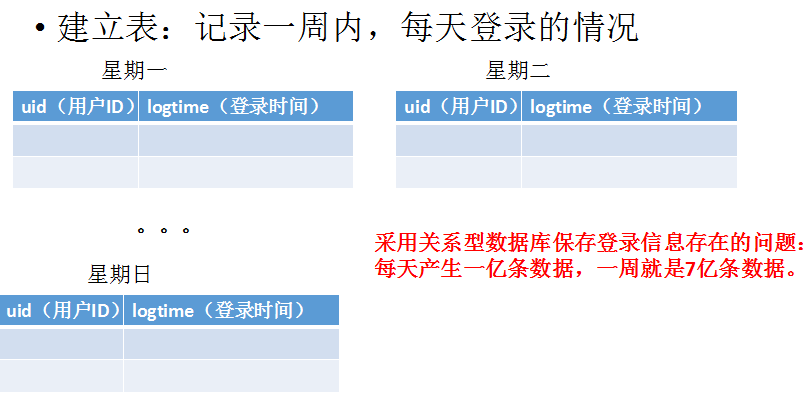 •建立表：记录一周内，每天登录的情况
星期一
uid（用户ID） logtime（登录时间）
星期二
uid（用户ID） logtime（登录时间）
。。。
星期日
uid（用户ID） logtime（登录时间）
采用关系型数据库保存登录信息存在的问题：
每天产生一亿条数据，一周就是7亿条数据。